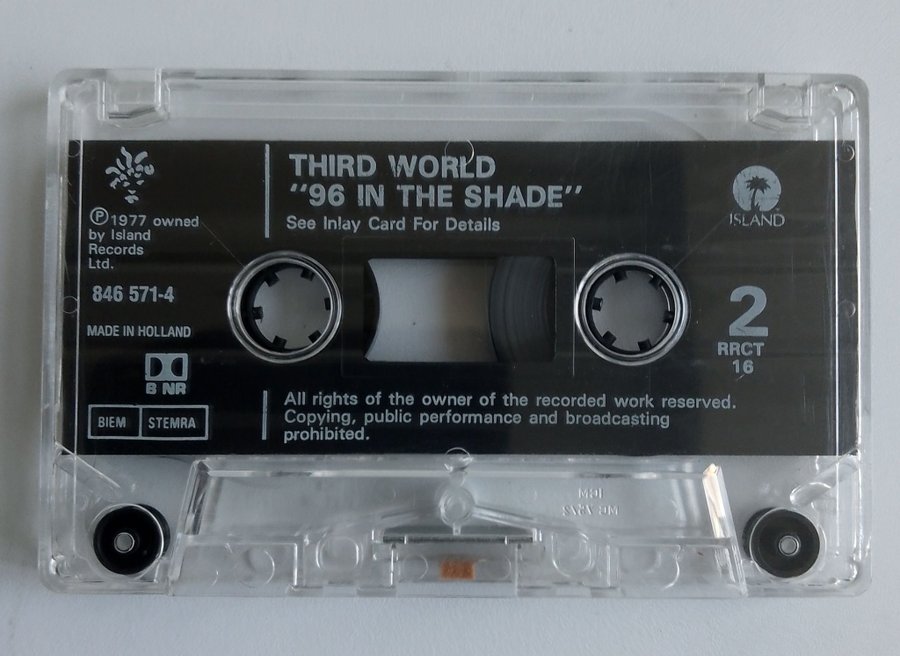 THIRD WORLD
"96 IN THE SHADE"
See Inlay Card For Details
ISLAND
Ⓟ 1977 owned
by Island
Records
Ltd.
846 571-4
MADE IN HOLLAND
B NR
BIEM STEMRA
2
RRCT
16
All rights of the owner of the recorded work reserved.
Copying, public performance and broadcasting
prohibited.